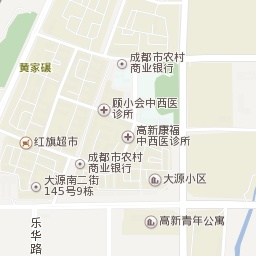 成都市农村
商业银行
黄家碾
顾小会中西医
诊所
高新康福
中西医诊所
红旗超市
成都市农村
商业银行
大源南二街
145号9栋
大源小区
高新青年公寓
乐华路